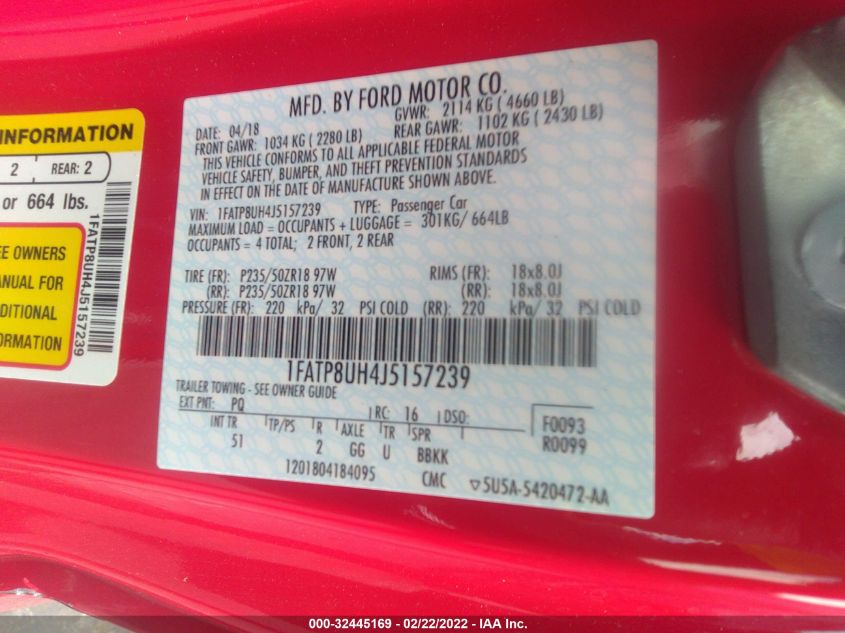 INFORMATION
2 REAR: 2
or 664 lbs.
EE OWNERS
MANUAL FOR
DDITIONAL
ORMATION
1FATP8UH4J5157239
MFD. BY FORD MOTOR CO.
DATE: 04/18 GVWR: 2114 KG ( 4660 LB)
FRONT GAWR: 1034 KG ( 2280 LB) REAR GAWR: 1102 KG ( 2430 LB)
THIS VEHICLE CONFORMS TO ALL APPLICABLE FEDERAL MOTOR
VEHICLE SAFETY, BUMPER, AND THEFT PREVENTION STANDARDS
IN EFFECT ON THE DATE OF MANUFACTURE SHOWN ABOVE.
VIN: 1FATP8UH4J5157239 TYPE: Passenger Car
MAXIMUM LOAD = OCCUPANTS + LUGGAGE = 301KG/ 664LB
OCCUPANTS = 4 TOTAL; 2 FRONT, 2 REAR
TIRE (FR): P235/50ZR18 97W RIMS (FR): 18x8.0J
(RR): P235/50ZR18 97W (RR): 18x8.0J
PRESSURE (FR): 220 kPa/ 32 PSI COLD (RR): 220 kPa/ 32 PSI COLD
1FATP8UH4J5157239
TRAILER TOWING - SEE OWNER GUIDE
EXT PNT: PQ RC: 16 DSO: F0093
INT TR TP/PS R AXLE TR SPR R0099
51 2 GG U BBKK
1201804184095 CMC ▽5U5A-5420472-AA
000-32445169 - 02/22/2022 - IAA Inc.